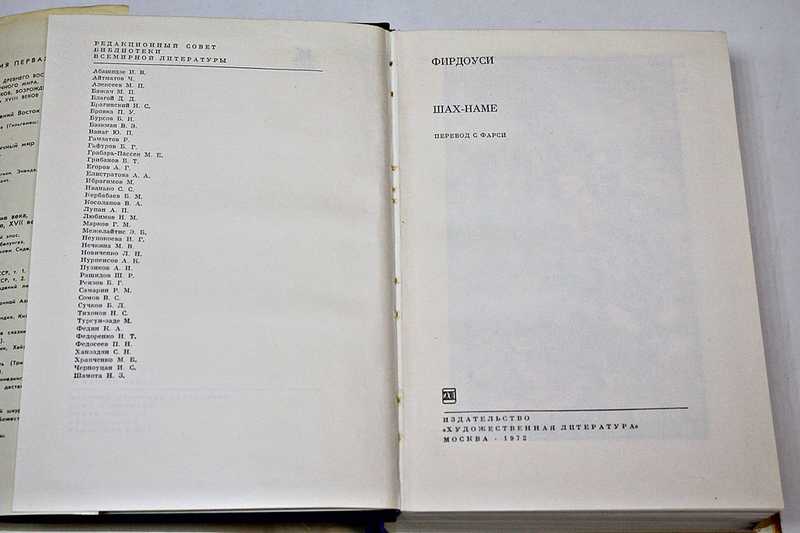 РЕДАКЦИОННЫЙ СОВЕТ
БИБЛИОТЕКИ
ВСЕМИРНОЙ ЛИТЕРАТУРЫ
Абашидзе И. В.
Айтматов Ч.
Алексеев М. П.
Бажан М. П.
Благой Д. Д.
Брагинский И. С.
Бровка П. У.
Бурсов Б. И.
Ванаг Ю. П.
Гамзатов Р.
Гафуров Б. Г.
Грабарь-Пассек М. Е.
Грибанов Б. Т.
Егоров А. Г.
Елистратова А. А.
Ибрагимов М.
Иванько С. С.
Кербабаев Б. М.
Косолапов В. А.
Лупан А. П.
Любимов Н. М.
Марков Г. М.
Межелайтис Э. Б.
Неупокоева И. Г.
Нечкина М. В.
Новиченко Л. Н.
Нурпеисов А. К.
Пузиков А. И.
Рашидов Ш. Р.
Реизов Б. Г.
Самарин Р. М.
Сомов В. С.
Сучков Б. Л.
Тихонов Н. С.
Турсун-заде М.
Федин К. А.
Федоренко Н. Т.
Федосеев П. Н.
Ханзадян С. Н.
Храпченко М. Б.
Черноуцан И. С.
Шамота Н. З.
ФИРДОУСИ
ШАХ-НАМЕ
ПЕРЕВОД С ФАРСИ
ИЗДАТЕЛЬСТВО
«ХУДОЖЕСТВЕННАЯ ЛИТЕРАТУРА»
МОСКВА · 1972